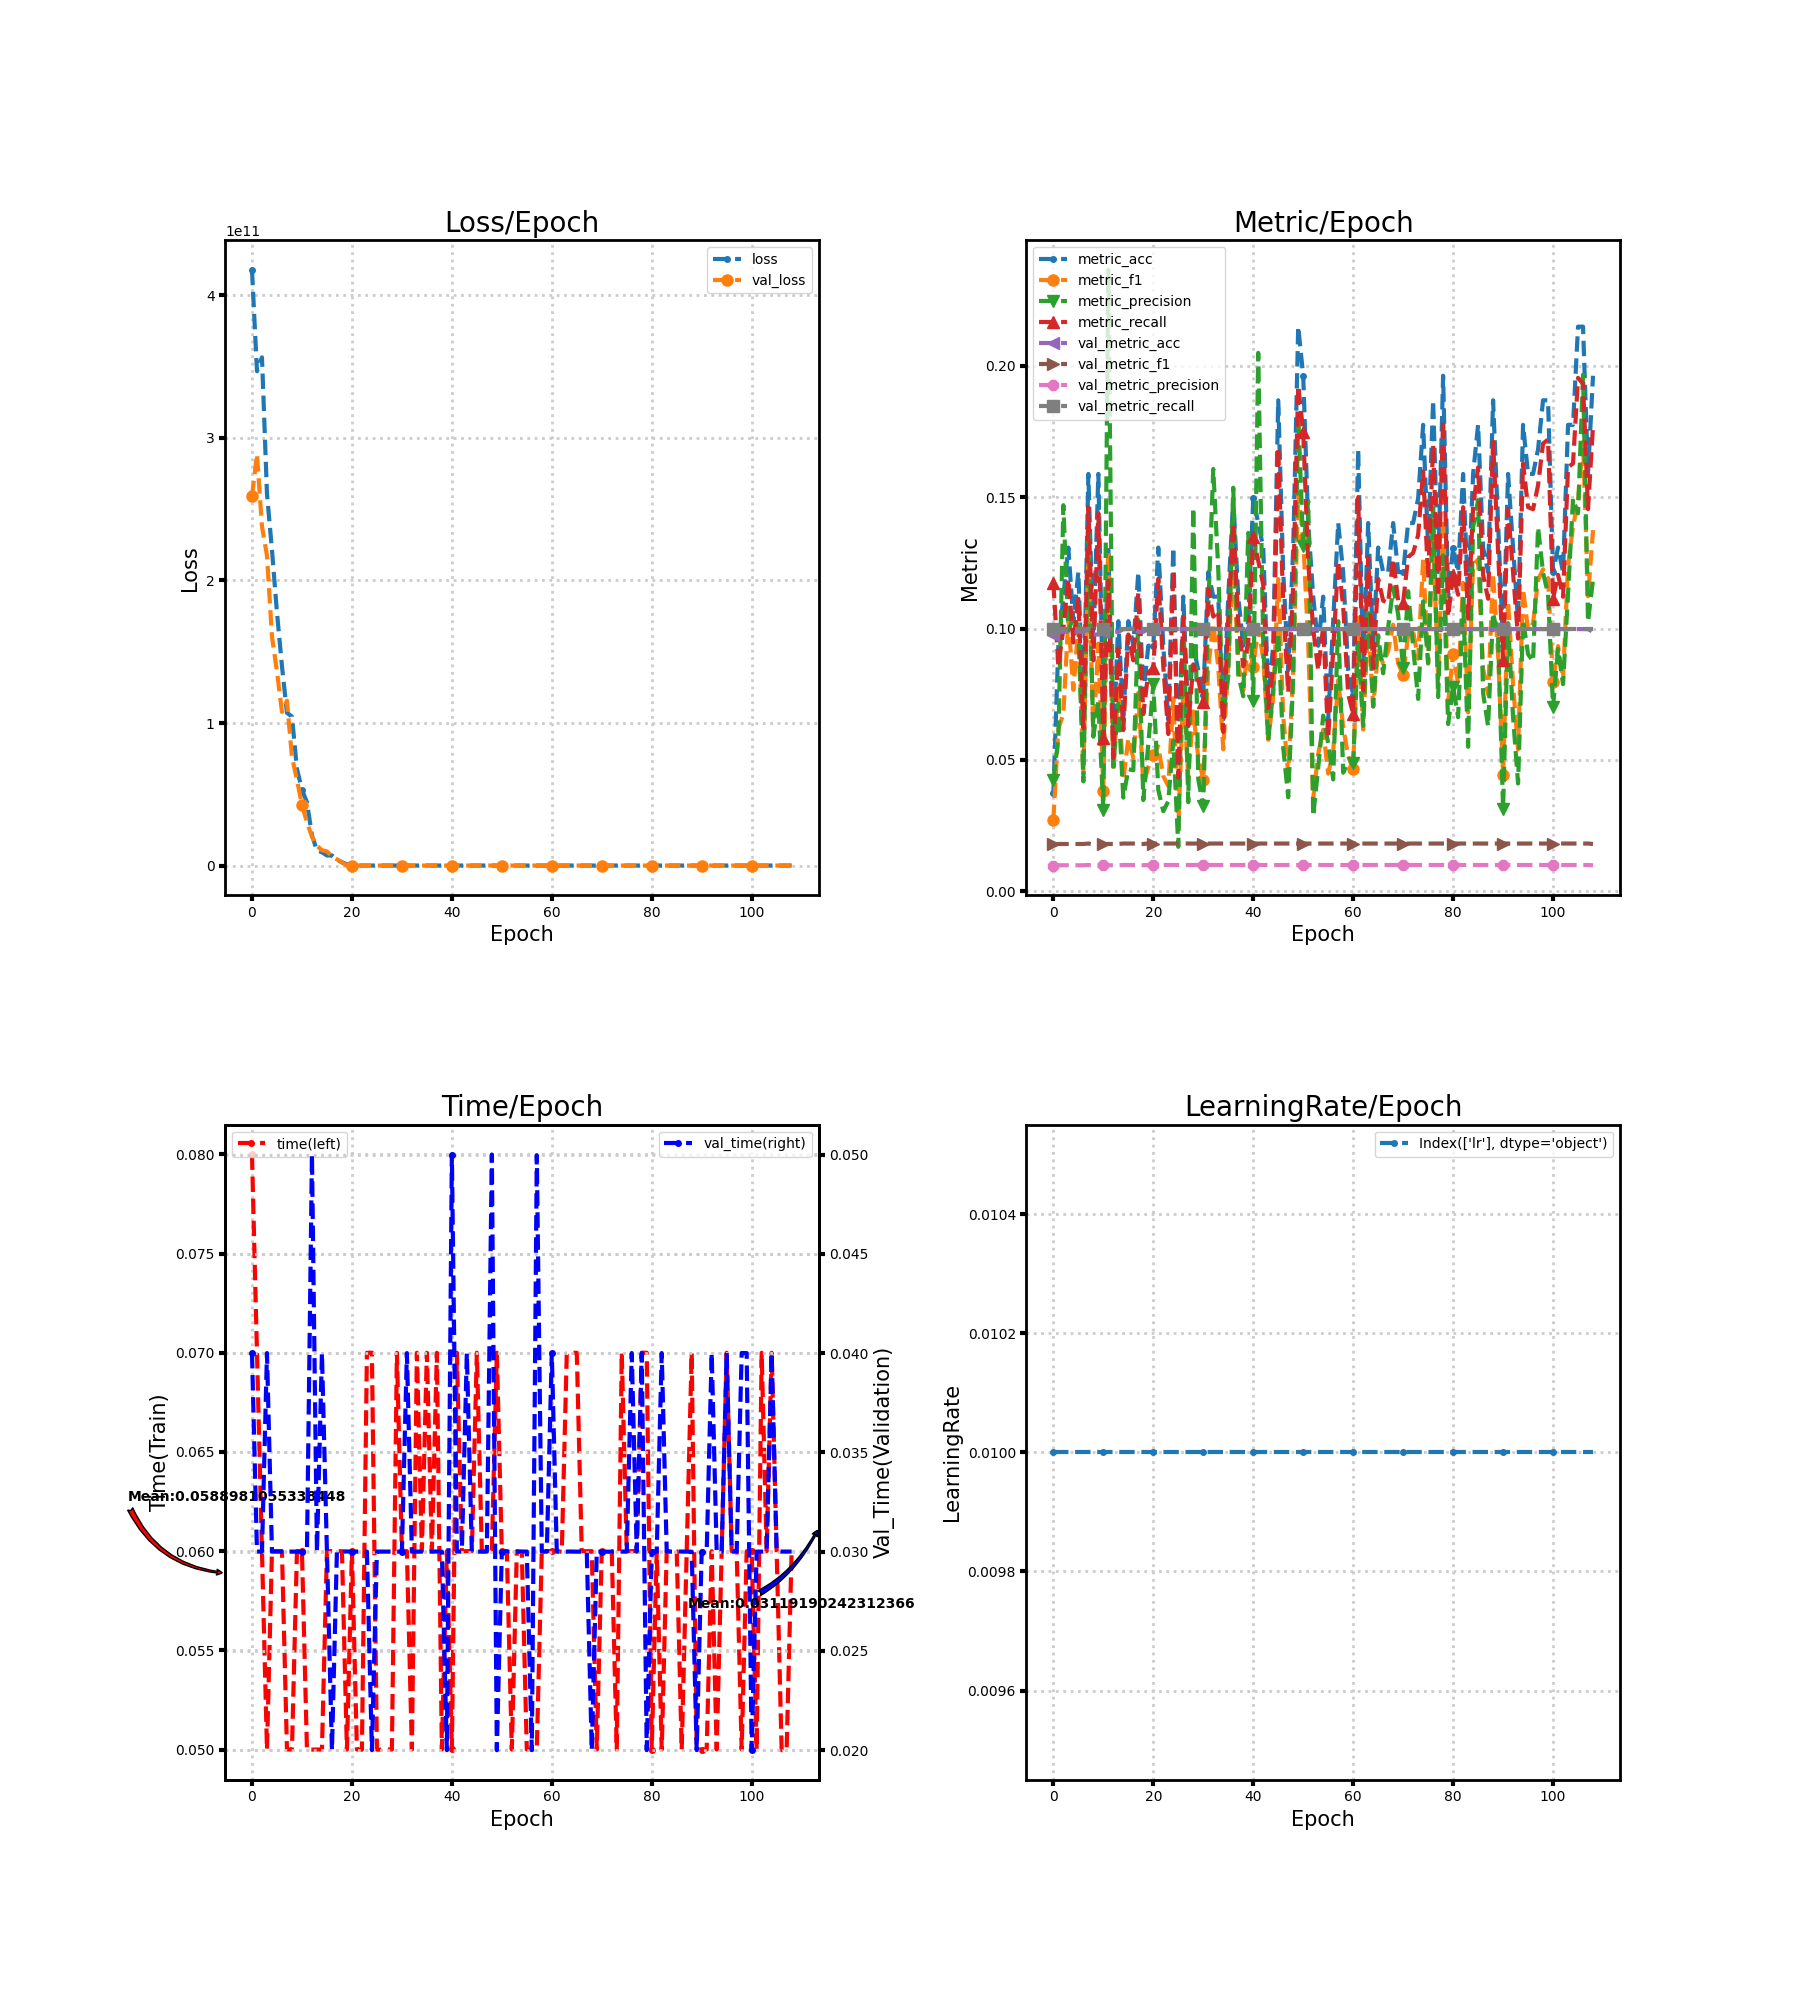 Loss/Epoch
1e11
loss
val_loss
4
3
2
1
0
Loss
0 20 40 60 80 100
Epoch
Metric/Epoch
metric_acc
metric_f1
metric_precision
metric_recall
val_metric_acc
val_metric_f1
val_metric_precision
val_metric_recall
0.20
0.15
0.10
0.05
0.00
Metric
0 20 40 60 80 100
Epoch
Time/Epoch
time(left)
val_time(right)
0.080
0.075
0.070
0.065
0.060
0.055
0.050
Time(Train)
0.050
0.045
0.040
0.035
0.030
0.025
0.020
Val_Time(Validation)
Mean:0.03119190242312366
0 20 40 60 80 100
Epoch
LearningRate/Epoch
Index(['lr'], dtype='object')
0.0104
0.0102
0.0100
0.0098
0.0096
LearningRate
0 20 40 60 80 100
Epoch